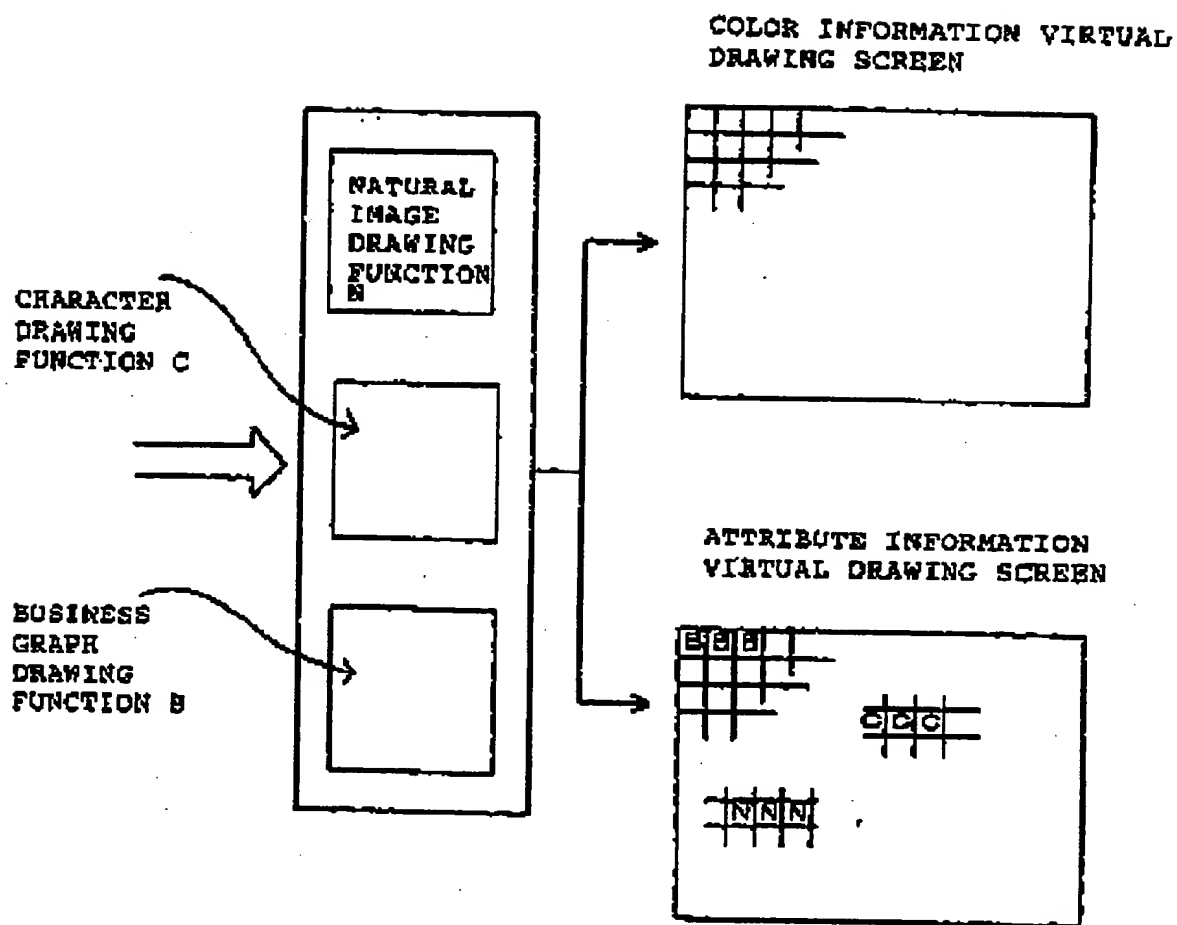 COLOR INFORMATION VIRTUAL
DRAWING SCREEN
NATURAL
IMAGE
DRAWING
FUNCTION
N
CHARACTER
DRAWING
FUNCTION C
BUSINESS
GRAPH
DRAWING
FUNCTION B
ATTRIBUTE INFORMATION
VIRTUAL DRAWING SCREEN
B B B
C C C
N N N